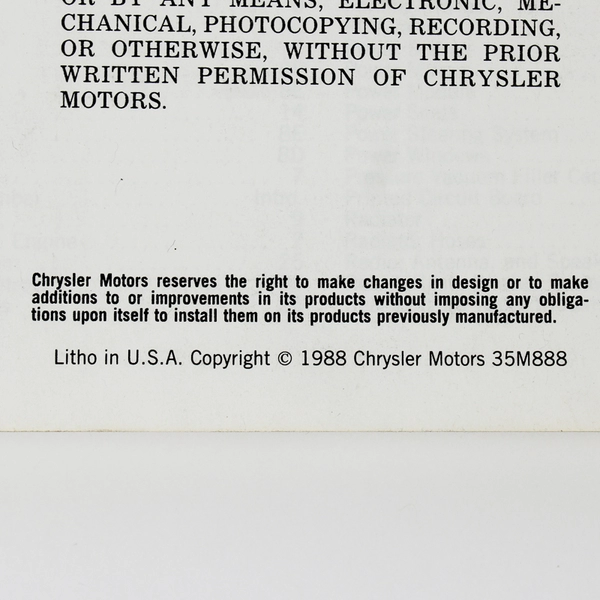 OR BY ANY MEANS, ELECTRONIC, ME-
CHANICAL, PHOTOCOPYING, RECORDING,
OR OTHERWISE, WITHOUT THE PRIOR
WRITTEN PERMISSION OF CHRYSLER
MOTORS.
Chrysler Motors reserves the right to make changes in design or to make
additions to or improvements in its products without imposing any obliga-
tions upon itself to install them on its products previously manufactured.
Litho in U.S.A. Copyright © 1988 Chrysler Motors 35M888